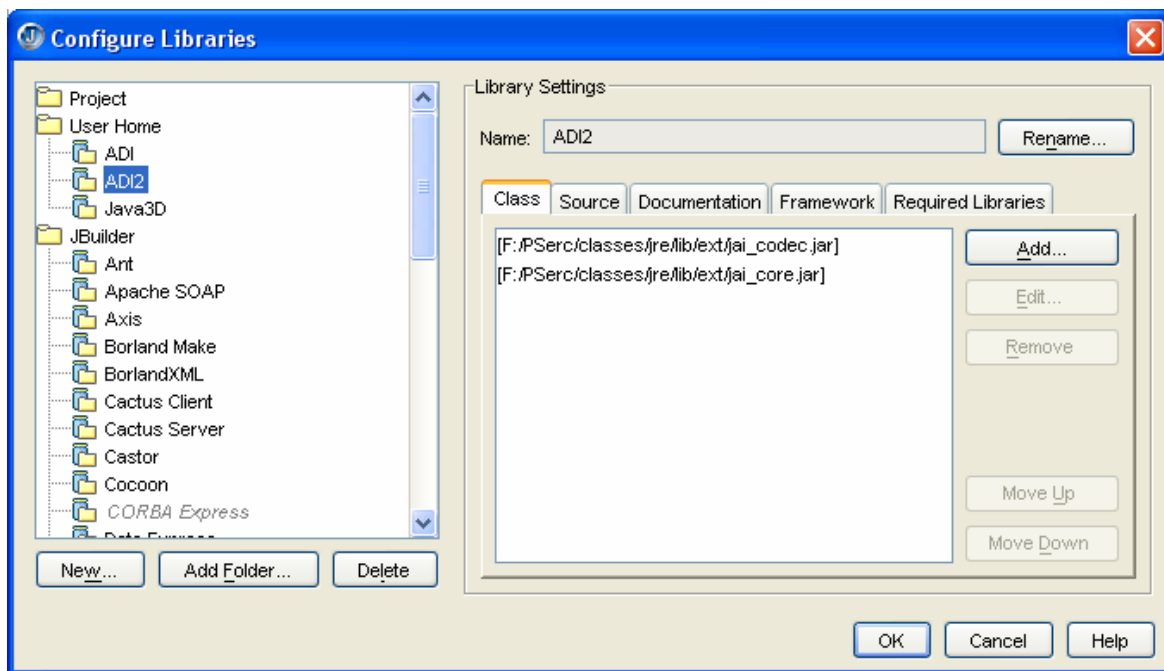 Configure Libraries
Project
User Home
ADI
ADI2
Java3D
JBuilder
Ant
Apache SOAP
Axis
Borland Make
BorlandXML
Cactus Client
Cactus Server
Castor
Cocoon
CORBA Express
New... Add Folder... Delete
Library Settings
Name: ADI2 Rename...
Class Source Documentation Framework Required Libraries
[F:/PSerc/classes/jre/lib/ext/jai_codec.jar]
[F:/PSerc/classes/jre/lib/ext/jai_core.jar]
Add...
Edit...
Remove
Move Up
Move Down
OK Cancel Help